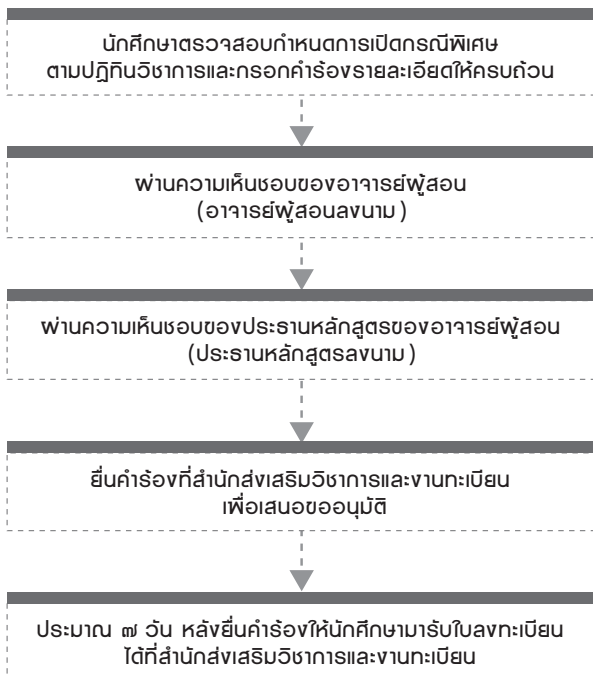 นักศึกษาตรวจสอบกำหนดการเปิดกรณีพิเศษ
ตามปฏิทินวิชาการและกรอกคำร้องรายละเอียดให้ครบถ้วน
ผ่านความเห็นชอบของอาจารย์ผู้สอน
(อาจารย์ผู้สอนลงนาม)
ผ่านความเห็นชอบของประธานหลักสูตรของอาจารย์ผู้สอน
(ประธานหลักสูตรลงนาม)
ยื่นคำร้องที่สำนักส่งเสริมวิชาการและงานทะเบียน
เพื่อเสนอขออนุมัติ
ประมาณ ๗ วัน หลังยื่นคำร้องให้นักศึกษามารับใบลงทะเบียน
ได้ที่สำนักส่งเสริมวิชาการและงานทะเบียน